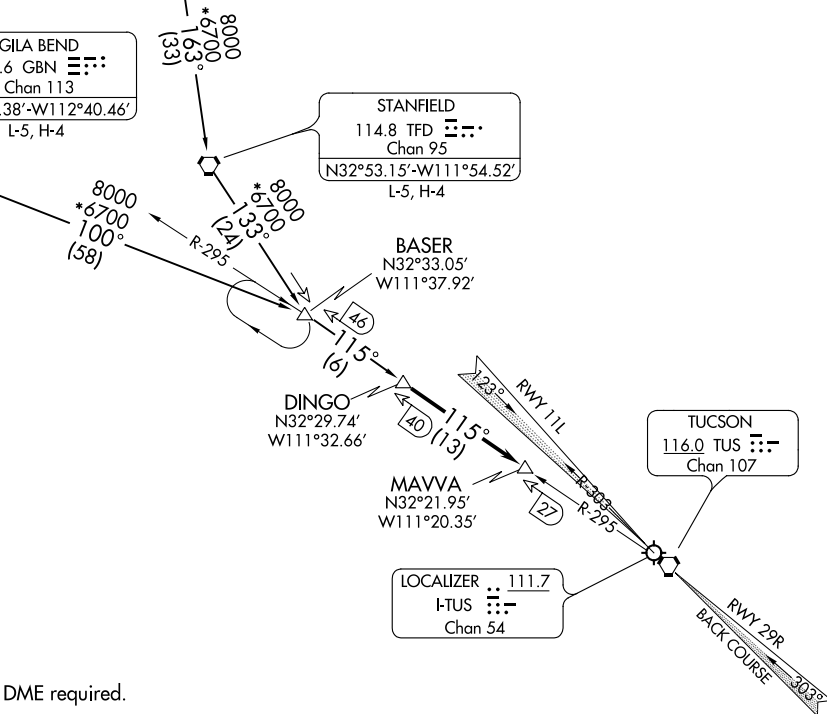 8000
*6700
163°
(33)
GILA BEND
.6 GBN
Chan 113
.38'-W112°40.46'
L-5, H-4
STANFIELD
114.8 TFD
Chan 95
N32°53.15'-W111°54.52'
L-5, H-4
8000
*6700
100°
(58)
R-295
8000
*6700
133°
(24)
BASER
N32°33.05'
W111°37.92'
46
115°
(6)
DINGO
N32°29.74'
W111°32.66'
40
115°
(13)
123°
RWY 11L
MAVVA
N32°21.95'
W111°20.35'
27
R-303
R-295
TUCSON
116.0 TUS
Chan 107
LOCALIZER 111.7
I-TUS
Chan 54
RWY 29R
BACK COURSE
303°
DME required.